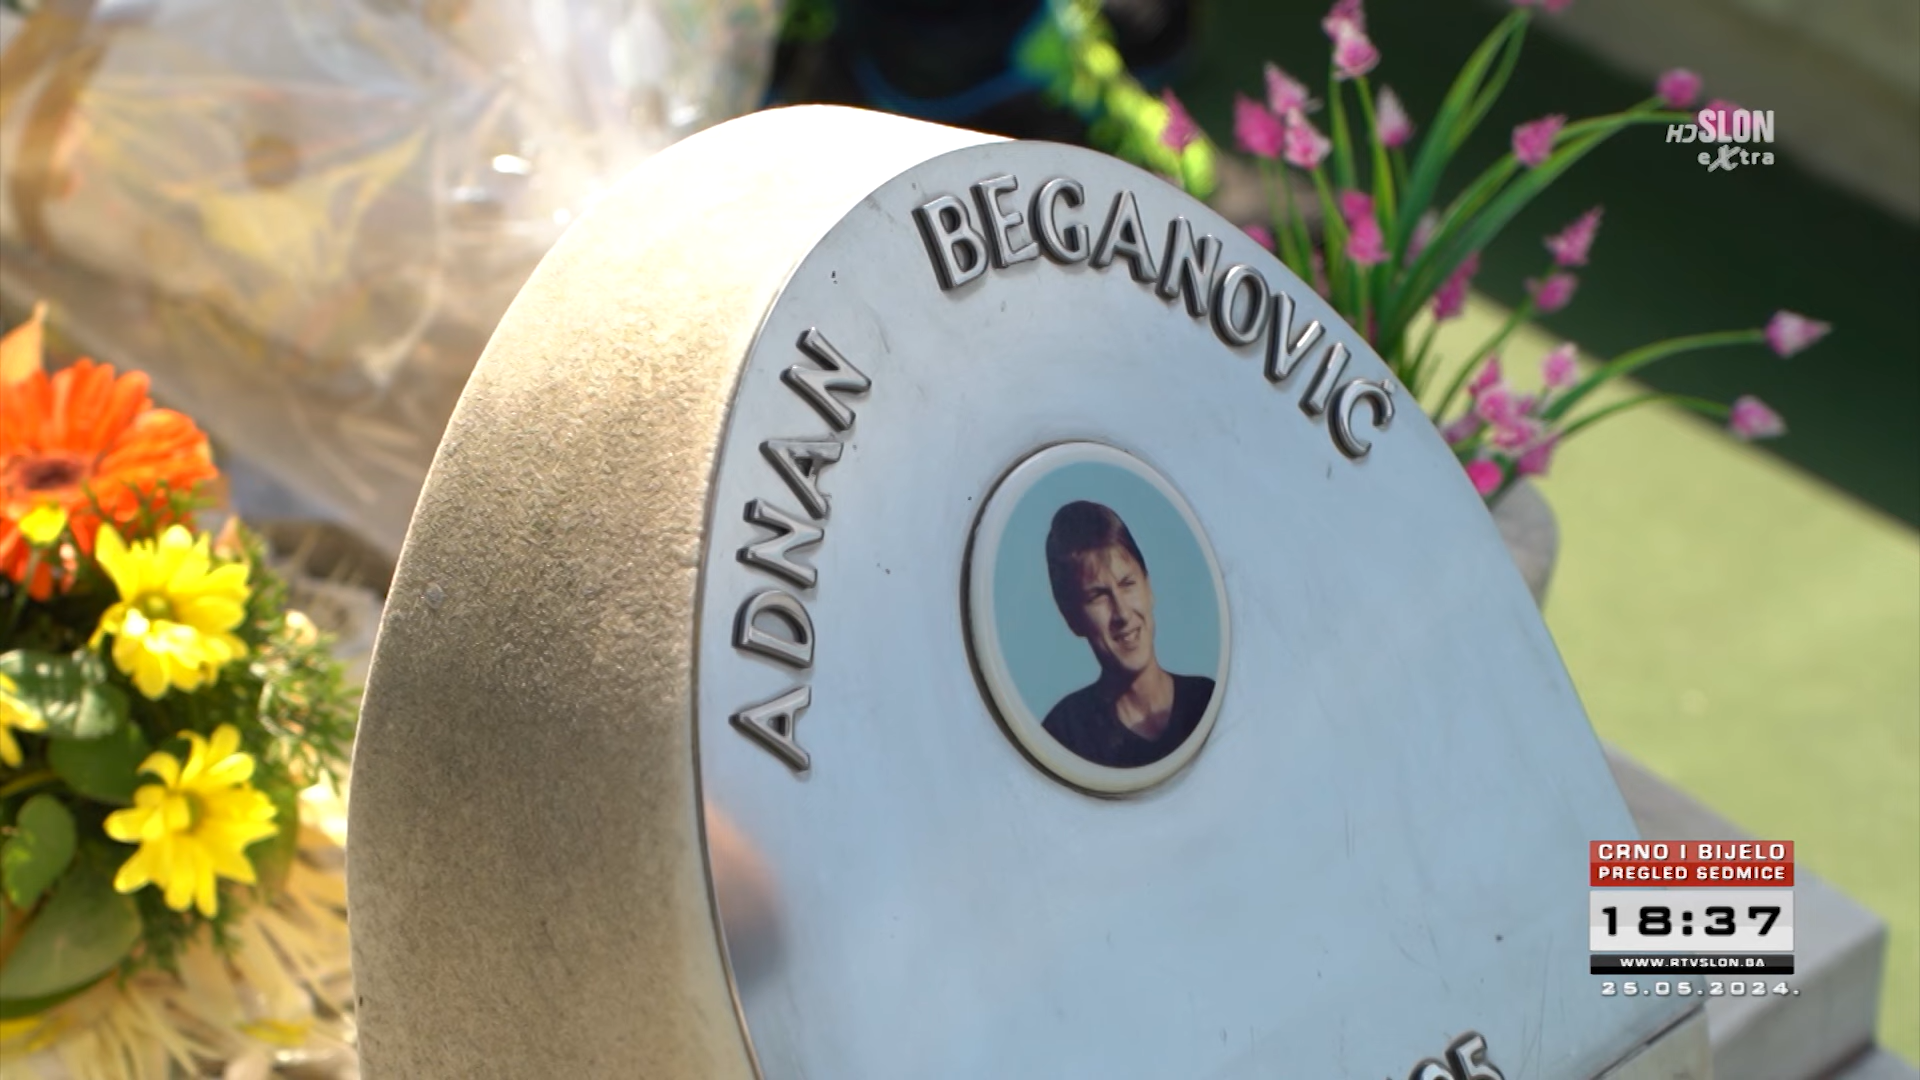 HD SLON
eXtra
ADNAN BEGANOVIĆ
CRNO I BIJELO
PREGLED SEDMICE
18:37
WWW.RTVSLON.BA
25.05.2024.